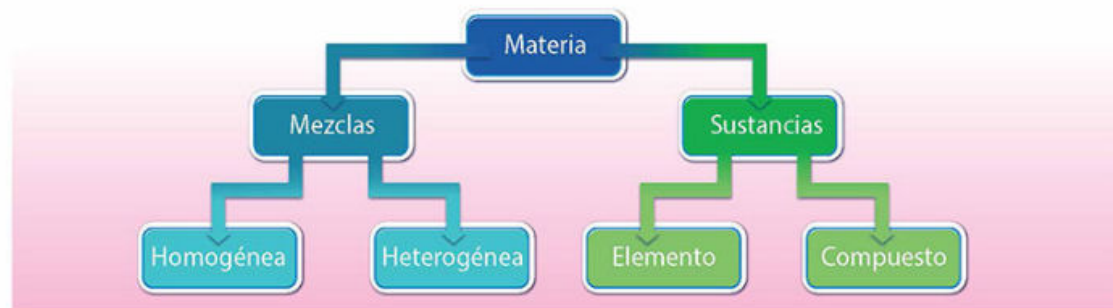 Materia
Mezclas
Sustancias
Homogénea
Heterogénea
Elemento
Compuesto